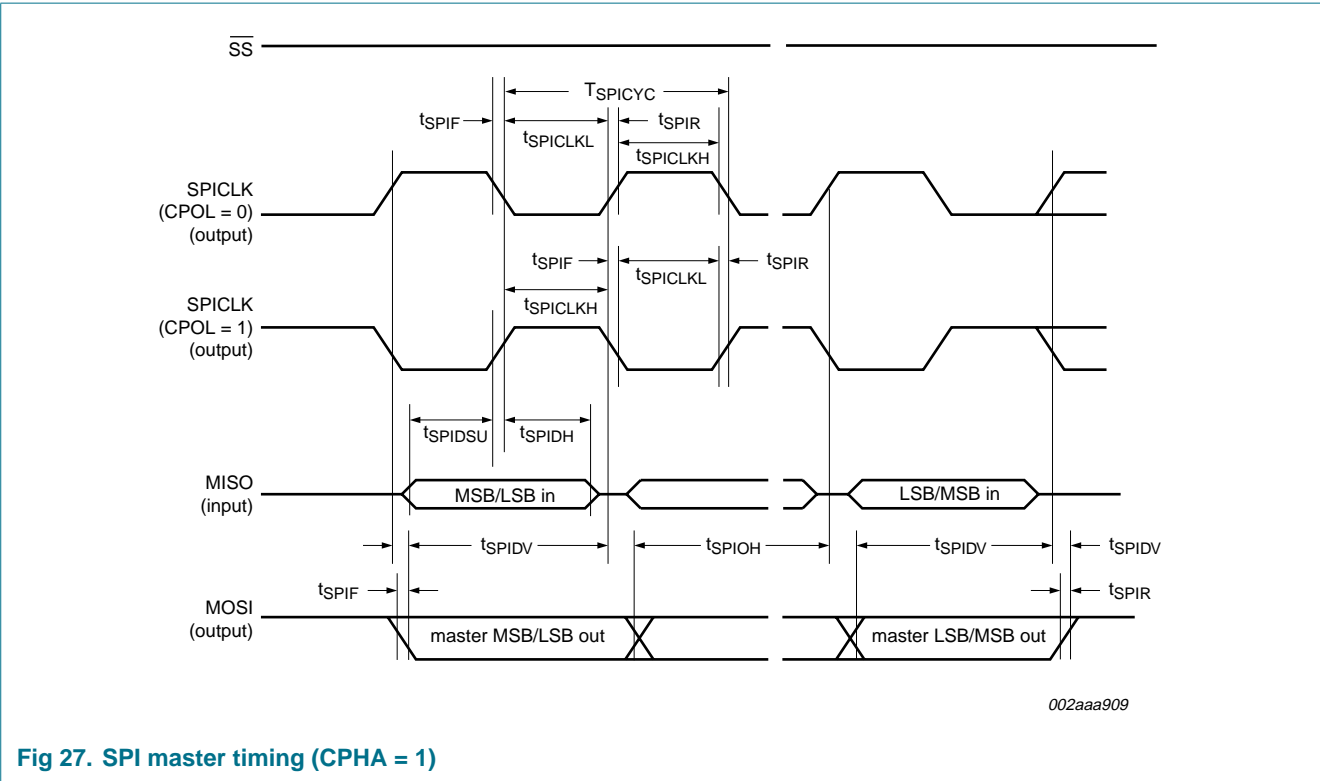 SS
TSPICYC
tSPIF
tSPIR
tSPICLKL
tSPICLKH
SPICLK
(CPOL = 0)
(output)
tSPIF
tSPICLKL
tSPIR
tSPICLKH
SPICLK
(CPOL = 1)
(output)
tSPIDSU
tSPIDH
MISO
(input)
MSB/LSB in
LSB/MSB in
tSPIDV
tSPIOH
tSPIDV
tSPIDV
tSPIF
tSPIR
MOSI
(output)
master MSB/LSB out
master LSB/MSB out
002aaa909
Fig 27. SPI master timing (CPHA = 1)